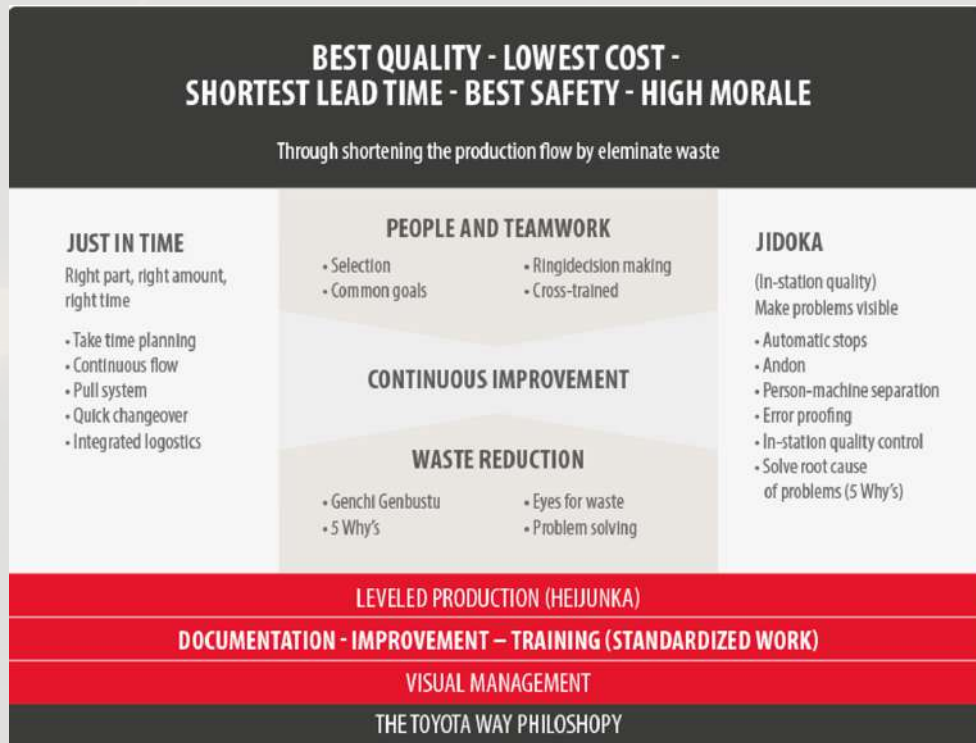 BEST QUALITY - LOWEST COST -
SHORTEST LEAD TIME - BEST SAFETY - HIGH MORALE
Through shortening the production flow by eleminate waste
JUST IN TIME
Right part, right amount,
right time
• Take time planning
• Continuous flow
• Pull system
• Quick changeover
• Integrated logostics
PEOPLE AND TEAMWORK
• Selection
• Common goals
• Ringidecision making
• Cross-trained
CONTINUOUS IMPROVEMENT
WASTE REDUCTION
• Genchi Genbustu
• 5 Why's
• Eyes for waste
• Problem solving
JIDOKA
(In-station quality)
Make problems visible
• Automatic stops
• Andon
• Person-machine separation
• Error proofing
• In-station quality control
• Solve root cause
of problems (5 Why's)
LEVELED PRODUCTION (HEIJUNKA)
DOCUMENTATION - IMPROVEMENT – TRAINING (STANDARDIZED WORK)
VISUAL MANAGEMENT
THE TOYOTA WAY PHILOSHOPY